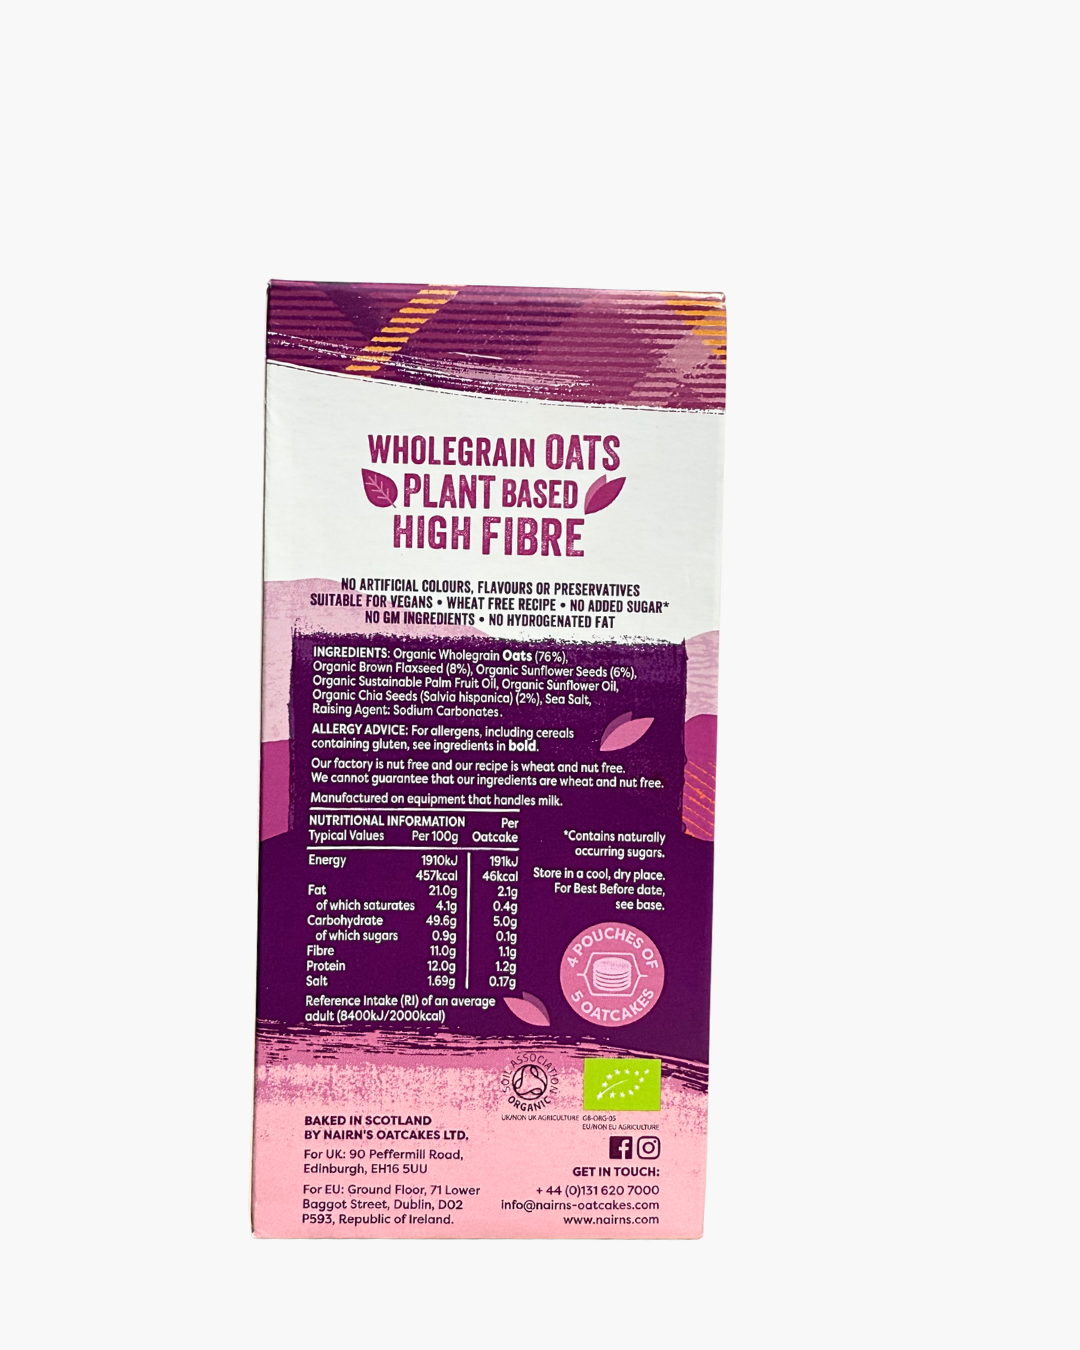 WHOLEGRAIN OATS
PLANT BASED
HIGH FIBRE
NO ARTIFICIAL COLOURS, FLAVOURS OR PRESERVATIVES
SUITABLE FOR VEGANS • WHEAT FREE RECIPE • NO ADDED SUGAR*
NO GM INGREDIENTS • NO HYDROGENATED FAT
INGREDIENTS: Organic Wholegrain Oats (76%),
Organic Brown Flaxseed (8%), Organic Sunflower Seeds (6%),
Organic Sustainable Palm Fruit Oil, Organic Sunflower Oil,
Organic Chia Seeds (Salvia hispanica) (2%), Sea Salt,
Raising Agent: Sodium Carbonates.
ALLERGY ADVICE: For allergens, including cereals
containing gluten, see ingredients in bold.
Our factory is nut free and our recipe is wheat and nut free.
We cannot guarantee that our ingredients are wheat and nut free.
Manufactured on equipment that handles milk.
NUTRITIONAL INFORMATION Per
Typical Values Per 100g Oatcake
Energy 1910kJ 191kJ
457kcal 46kcal
Fat 21.0g 2.1g
of which saturates 4.1g 0.4g
Carbohydrate 49.6g 5.0g
of which sugars 0.9g 0.1g
Fibre 11.0g 1.1g
Protein 12.0g 1.2g
Salt 1.69g 0.17g
Reference Intake (RI) of an average
adult (8400kJ/2000kcal)
*Contains naturally
occurring sugars.
Store in a cool, dry place.
For Best Before date,
see base.
4 POUCHES OF
5 OATCAKES
SOIL ASSOCIATION
ORGANIC
UK/NON UK AGRICULTURE GB-ORG-05
EU/NON EU AGRICULTURE
BAKED IN SCOTLAND
BY NAIRN'S OATCAKES LTD.
For UK: 90 Peffermill Road,
Edinburgh, EH16 5UU
For EU: Ground Floor, 71 Lower
Baggot Street, Dublin, D02
P593, Republic of Ireland.
GET IN TOUCH:
+ 44 (0)131 620 7000
info@nairns-oatcakes.com
www.nairns.com